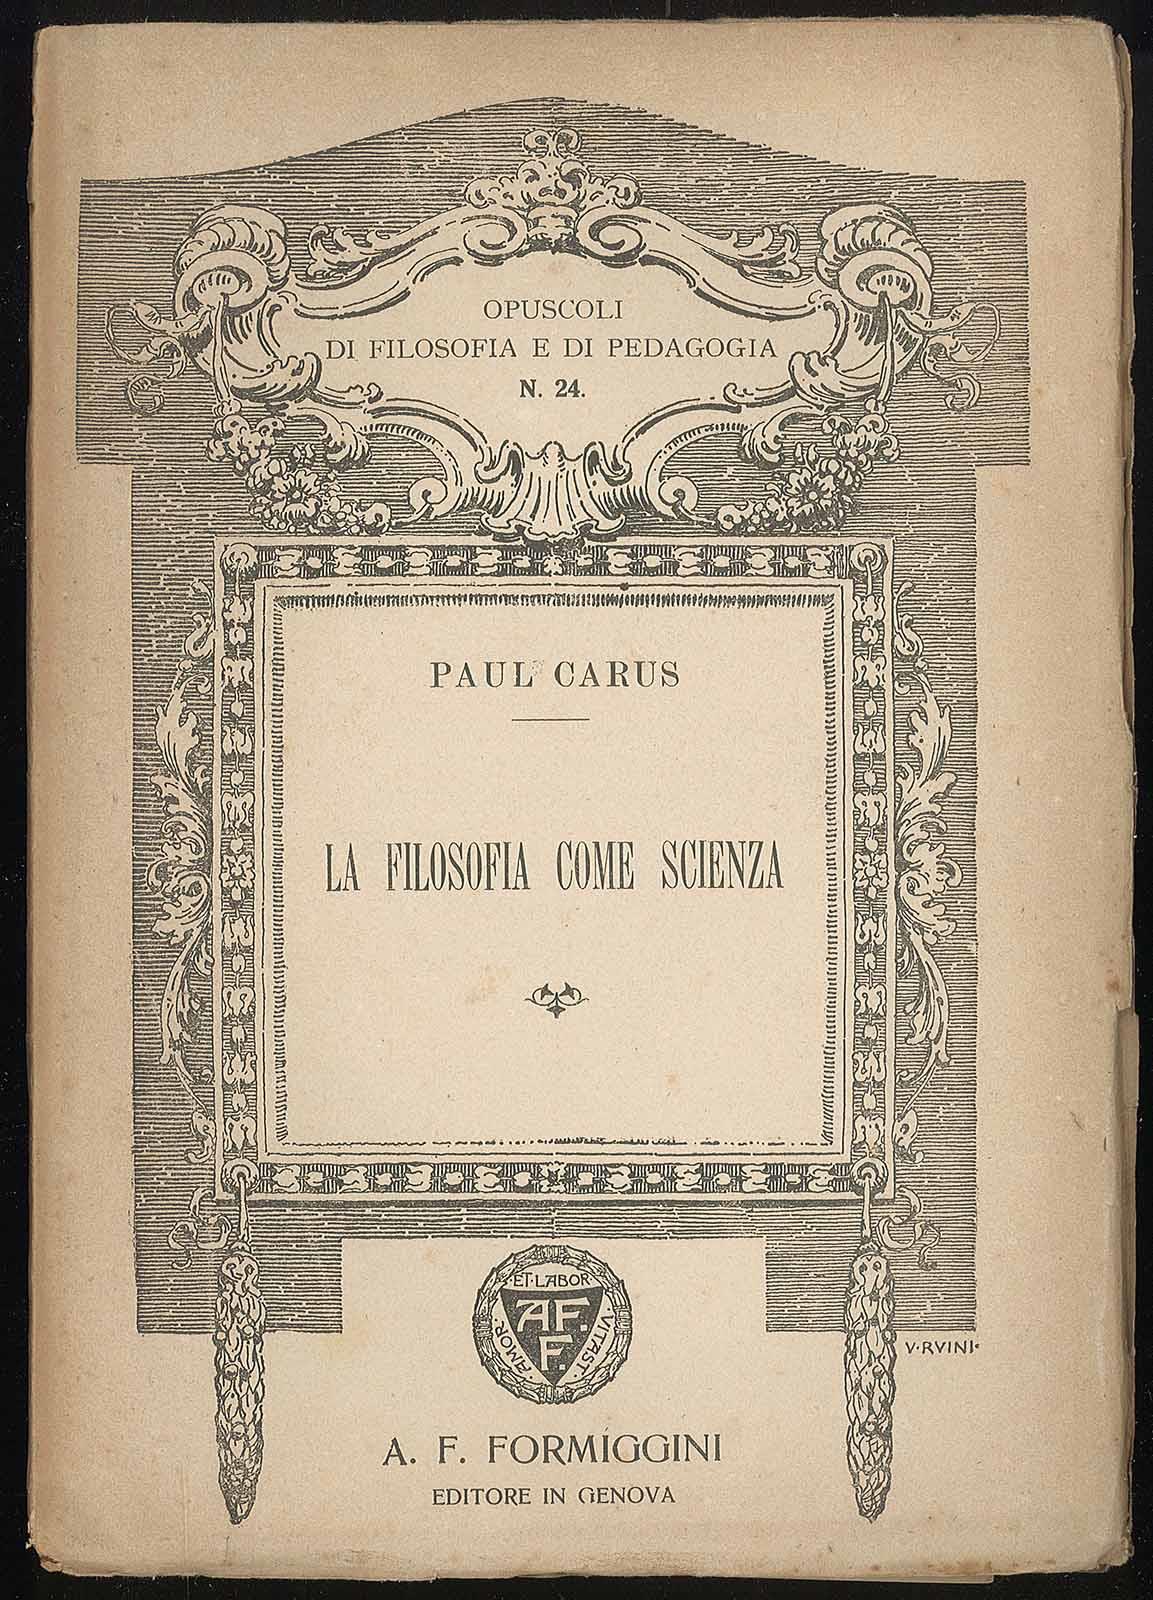 OPUSCOLI
DI FILOSOFIA E DI PEDAGOGIA
N. 24.
PAUL CARUS
LA FILOSOFIA COME SCIENZA
AMOR · ET · LABOR · VITAST ·
A F.
F.
V · RVINI ·
A. F. FORMÍGGINI
EDITORE IN GENOVA